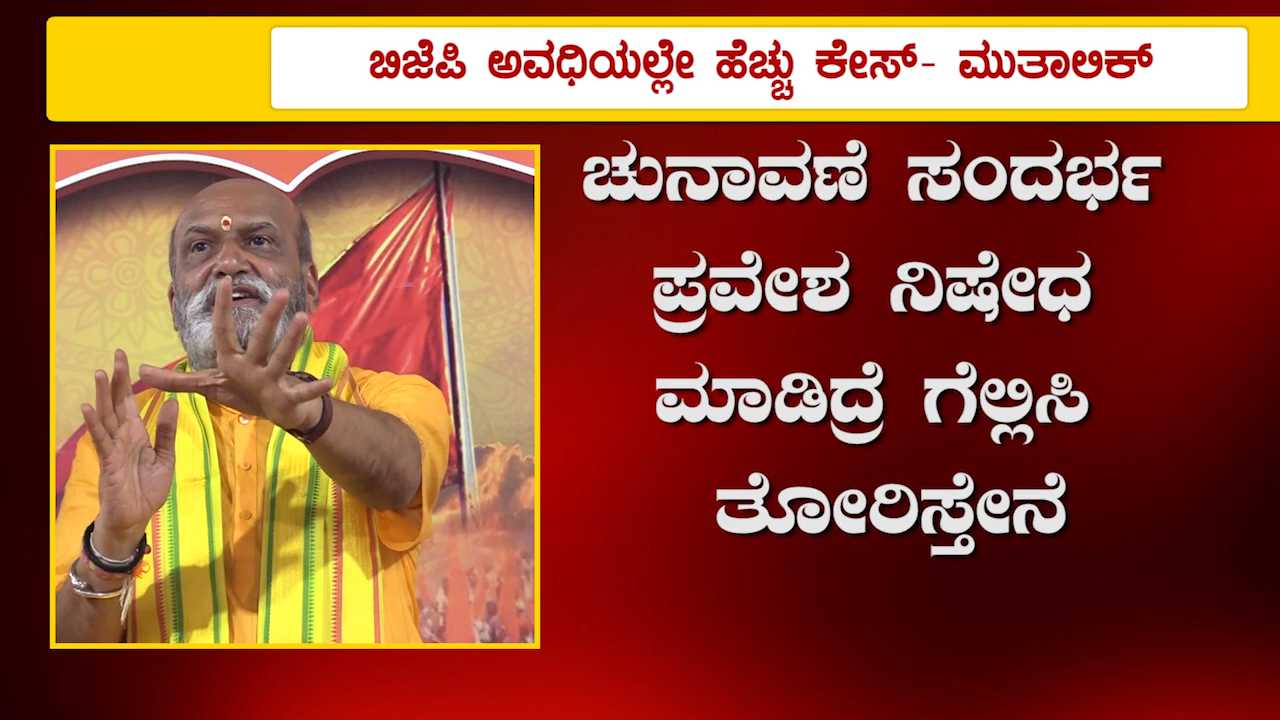 ಬಿಜೆಪಿ ಅವಧಿಯಲ್ಲೇ ಹೆಚ್ಚು ಕೇಸ್- ಮುತಾಲಿಕ್
ಚುನಾವಣೆ ಸಂದರ್ಭ
ಪ್ರವೇಶ ನಿಷೇಧ
ಮಾಡಿದ್ರೆ ಗೆಲ್ಲಿಸಿ
ತೋರಿಸ್ತೇನೆ